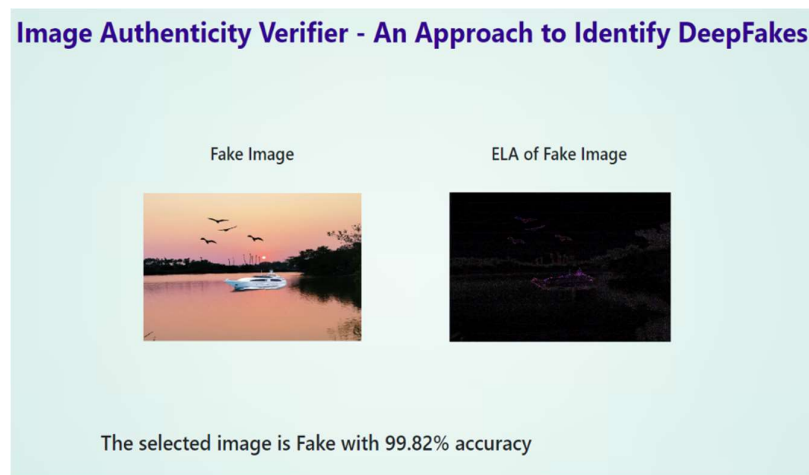 Image Authenticity Verifier - An Approach to Identify DeepFakes
Fake Image
ELA of Fake Image
The selected image is Fake with 99.82% accuracy